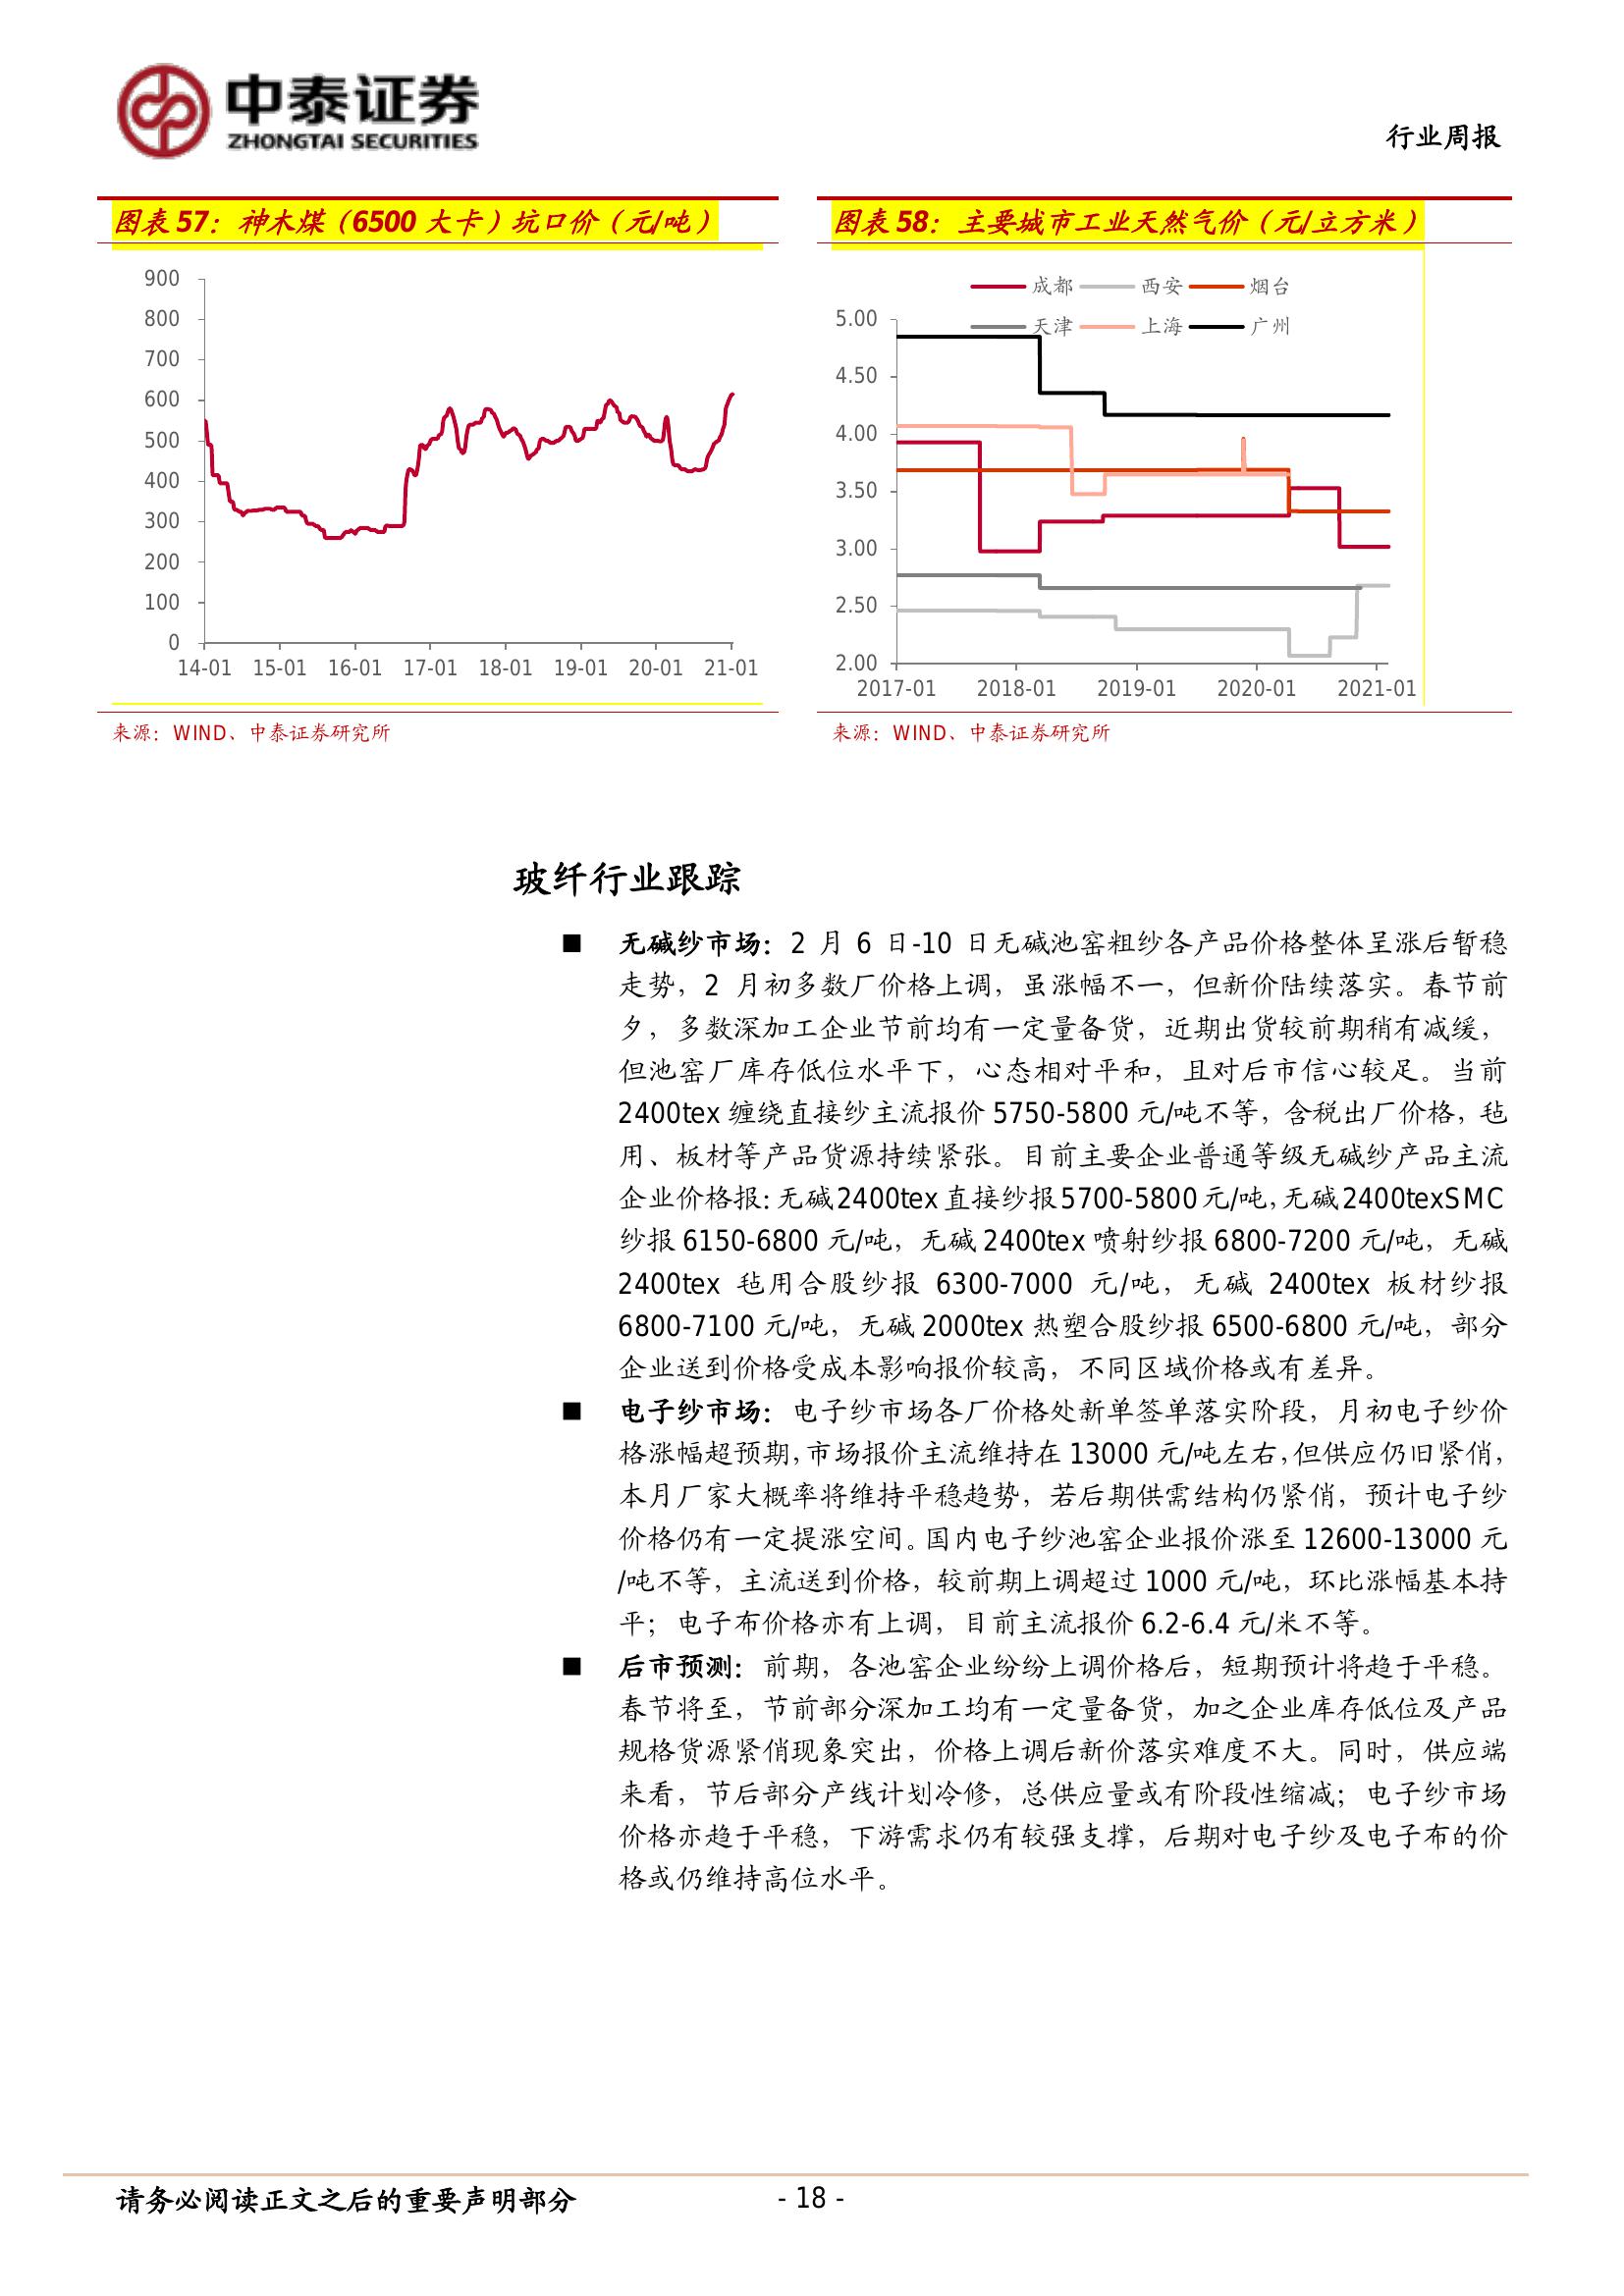 中泰证券
ZHONGTAI SECURITIES
行业周报
图表 57：神木煤（6500 大卡）坑口价（元/吨）
900
800
700
600
500
400
300
200
100
0
14-01 15-01 16-01 17-01 18-01 19-01 20-01 21-01
来源：WIND、中泰证券研究所
图表 58：主要城市工业天然气价（元/立方米）
成都 西安 烟台
天津 上海 广州
5.00
4.50
4.00
3.50
3.00
2.50
2.00
2017-01 2018-01 2019-01 2020-01 2021-01
来源：WIND、中泰证券研究所
玻纤行业跟踪
■ 无碱纱市场：2 月 6 日-10 日无碱池窑粗纱各产品价格整体呈涨后暂稳
走势，2 月初多数厂价格上调，虽涨幅不一，但新价陆续落实。春节前
夕，多数深加工企业节前均有一定量备货，近期出货较前期稍有减缓，
但池窑厂库存低位水平下，心态相对平和，且对后市信心较足。当前
2400tex 缠绕直接纱主流报价 5750-5800 元/吨不等，含税出厂价格，毡
用、板材等产品货源持续紧张。目前主要企业普通等级无碱纱产品主流
企业价格报：无碱 2400tex 直接纱报 5700-5800 元/吨，无碱 2400texSMC
纱报 6150-6800 元/吨，无碱 2400tex 喷射纱报 6800-7200 元/吨，无碱
2400tex 毡用合股纱报 6300-7000 元/吨，无碱 2400tex 板材纱报
6800-7100 元/吨，无碱 2000tex 热塑合股纱报 6500-6800 元/吨，部分
企业送到价格受成本影响报价较高，不同区域价格或有差异。
■ 电子纱市场：电子纱市场各厂价格处新单签单落实阶段，月初电子纱价
格涨幅超预期，市场报价主流维持在 13000 元/吨左右，但供应仍旧紧俏，
本月厂家大概率将维持平稳趋势，若后期供需结构仍紧俏，预计电子纱
价格仍有一定提涨空间。国内电子纱池窑企业报价涨至 12600-13000 元
/吨不等，主流送到价格，较前期上调超过 1000 元/吨，环比涨幅基本持
平；电子布价格亦有上调，目前主流报价 6.2-6.4 元/米不等。
■ 后市预测：前期，各池窑企业纷纷上调价格后，短期预计将趋于平稳。
春节将至，节前部分深加工均有一定量备货，加之企业库存低位及产品
规格货源紧俏现象突出，价格上调后新价落实难度不大。同时，供应端
来看，节后部分产线计划冷修，总供应量或有阶段性缩减；电子纱市场
价格亦趋于平稳，下游需求仍有较强支撑，后期对电子纱及电子布的价
格或仍维持高位水平。
请务必阅读正文之后的重要声明部分
- 18 -